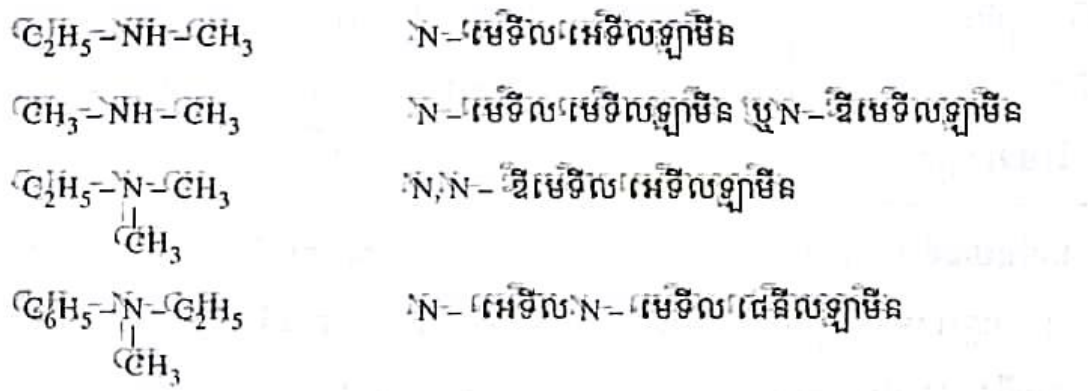 C₂H₅–NH–CH₃ N–មេទីល អេទីលឡាមីន
CH₃–NH–CH₃ N–មេទីល មេទីលឡាមីន ឬ N–ឌីមេទីលឡាមីន
C₂H₅–N–CH₃ N,N– ឌីមេទីល អេទីលឡាមីន
CH₃
C₆H₅–N–C₂H₅ N– អេទីល N– មេទីល ផេនីលឡាមីន
CH₃